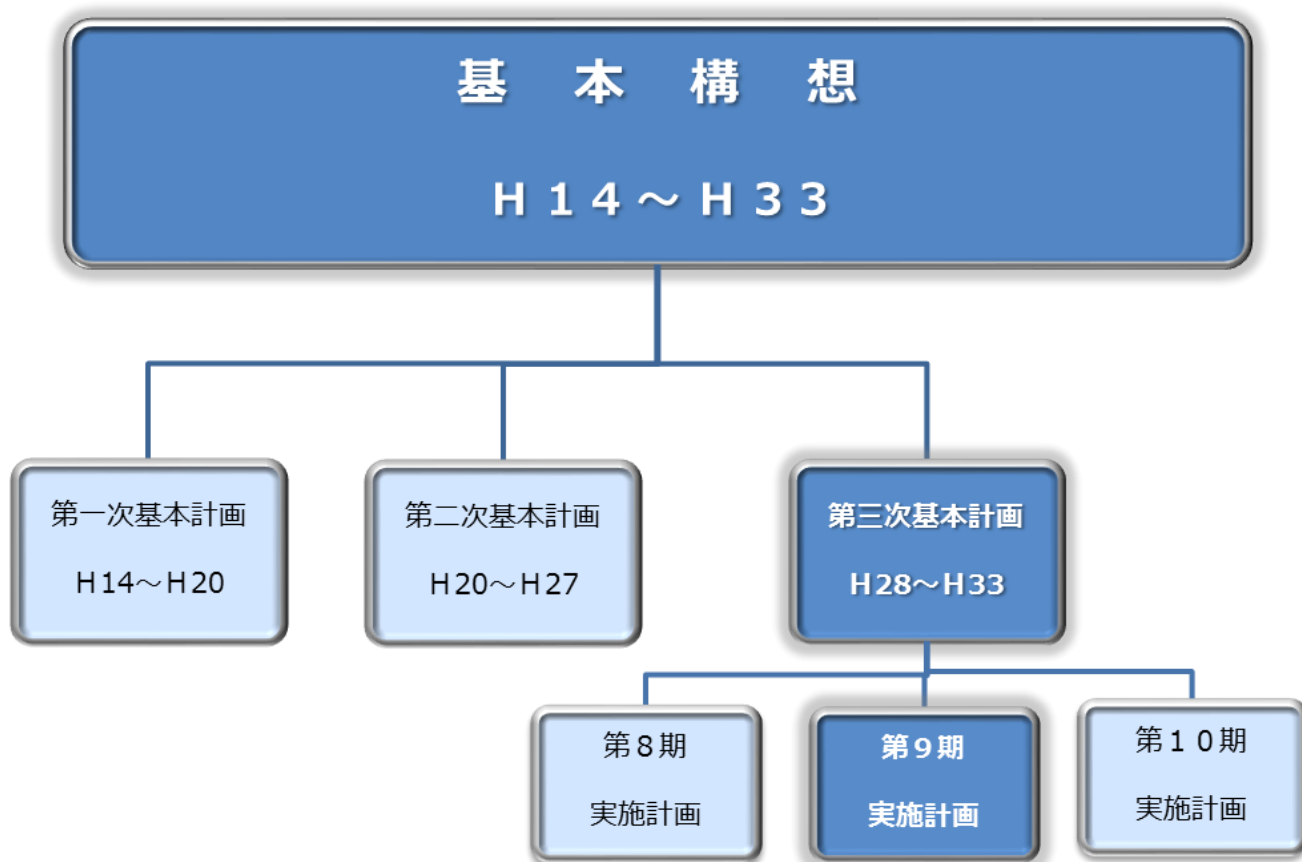 基 本 構 想
Ｈ１４～Ｈ３３
第一次基本計画
Ｈ14～Ｈ20
第二次基本計画
Ｈ20～Ｈ27
第三次基本計画
Ｈ28～Ｈ33
第８期
実施計画
第９期
実施計画
第１０期
実施計画